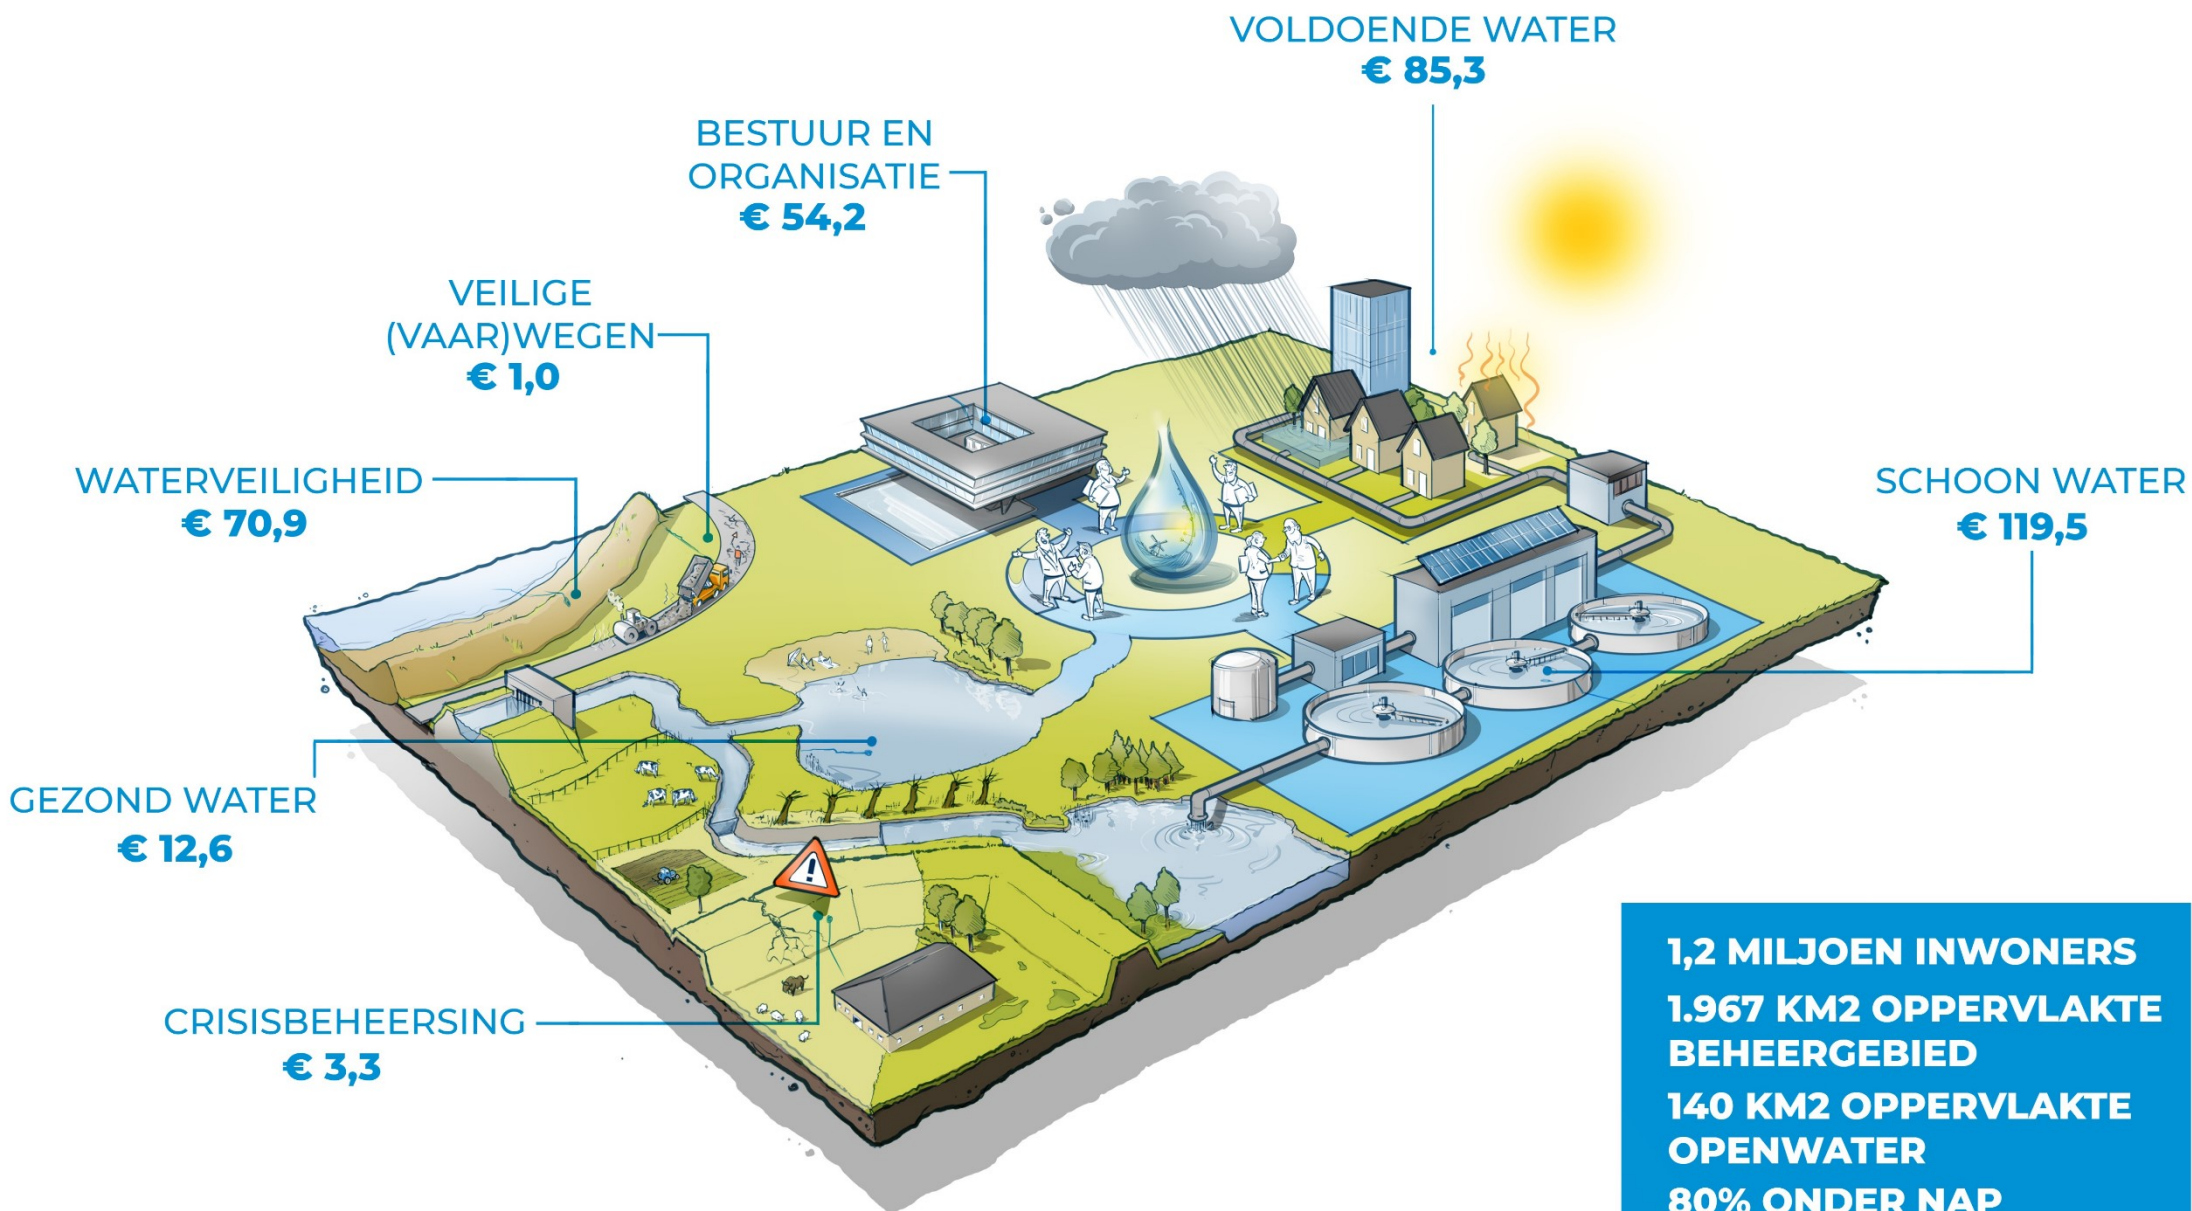 VOLDOENDE WATER
€ 85,3
BESTUUR EN
ORGANISATIE
€ 54,2
VEILIGE
(VAAR)WEGEN
€ 1,0
WATERVEILIGHEID
€ 70,9
SCHOON WATER
€ 119,5
GEZOND WATER
€ 12,6
CRISISBEHEERSING
€ 3,3
!
1,2 MILJOEN INWONERS
1.967 KM2 OPPERVLAKTE
BEHEERGEBIED
140 KM2 OPPERVLAKTE
OPENWATER
80% ONDER NAP